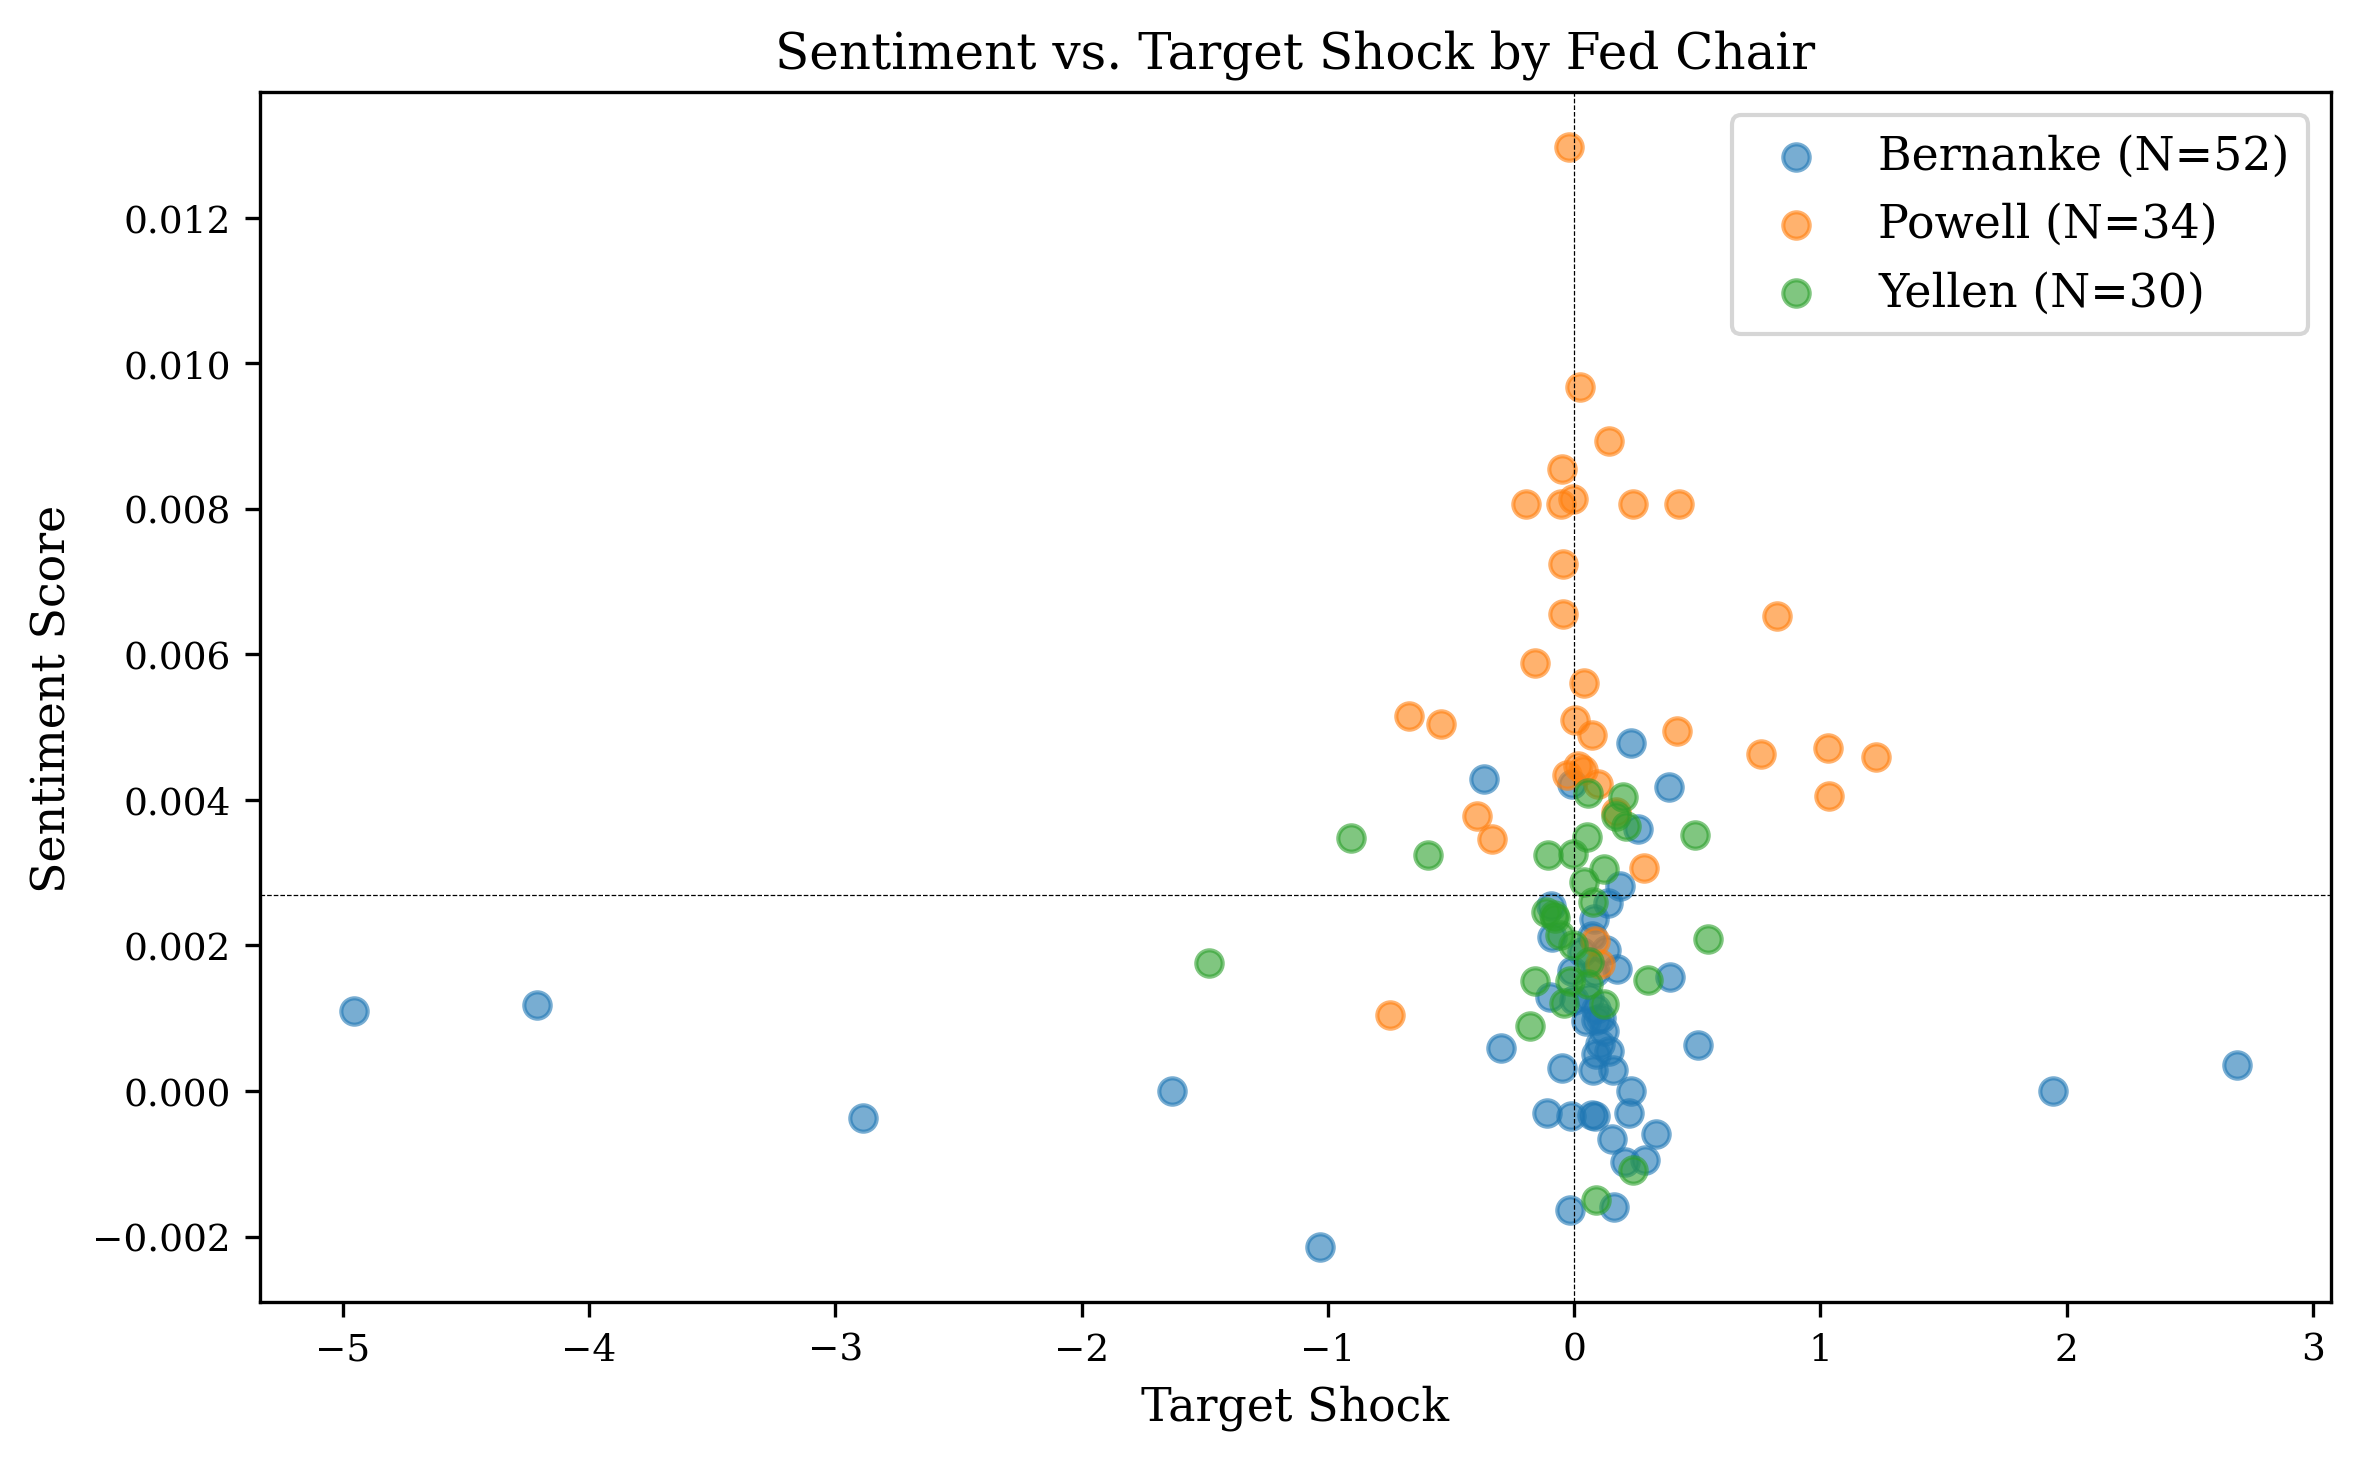 Sentiment vs. Target Shock by Fed Chair
Bernanke (N=52)
Powell (N=34)
Yellen (N=30)
Sentiment Score
0.012
0.010
0.008
0.006
0.004
0.002
0.000
−0.002
−5 −4 −3 −2 −1 0 1 2 3
Target Shock